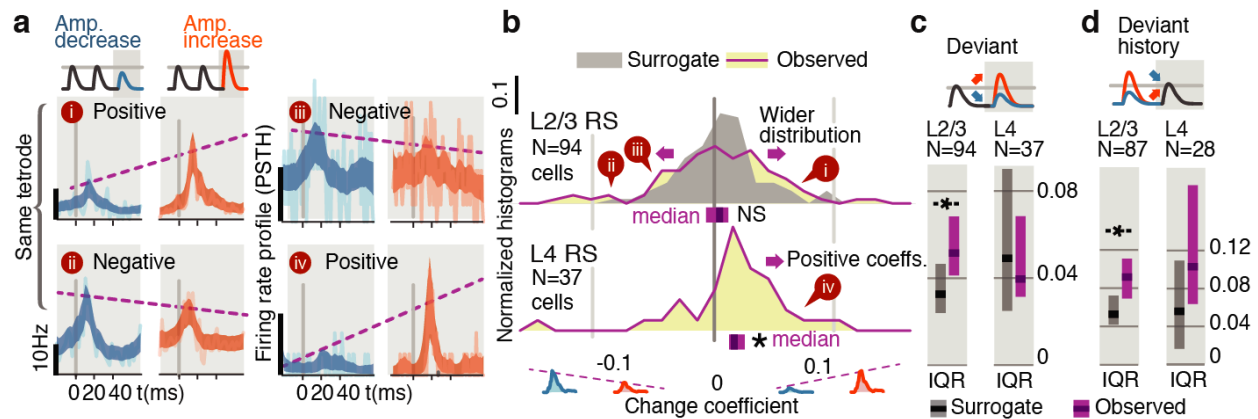 a
Amp.
decrease
Amp.
increase
Same tetrode
i Positive
ii Negative
10Hz
0 20 40 t(ms)
iii Negative
iv Positive
Firing rate profile (PSTH)
0 20 40 t(ms)
b
Surrogate
Observed
0.1
Normalized histograms
L2/3 RS
N=94
cells
Wider
distribution
ii
iii
i
median
NS
L4 RS
N=37
cells
Positive coeffs.
iv
* median
-0.1
0
0.1
Change coefficient
c
Deviant
L2/3
N=94
L4
N=37
-*-
0.08
0.04
0
IQR
IQR
d
Deviant
history
L2/3
N=87
L4
N=28
-*-
0.12
0.08
0.04
0
IQR
IQR
Surrogate
Observed